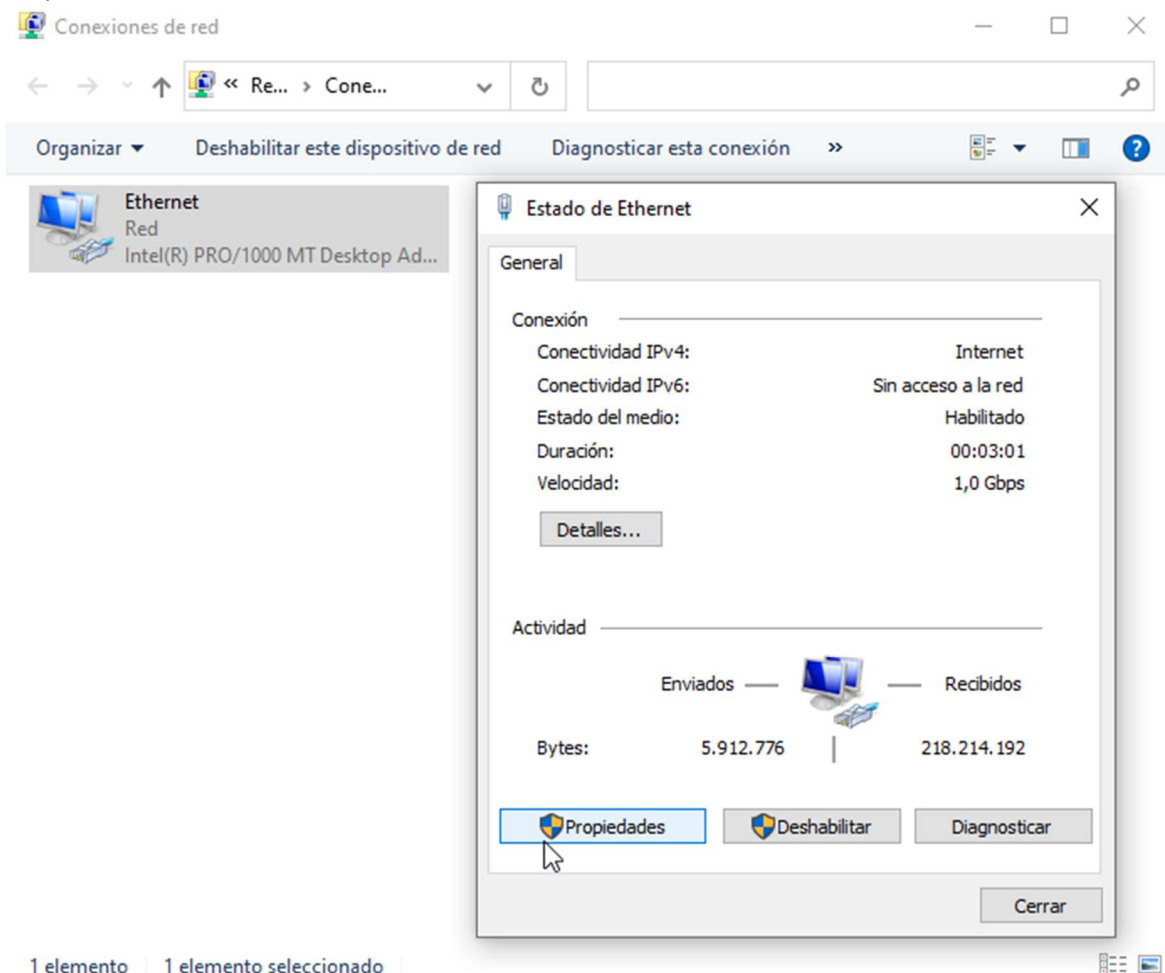 Conexiones de red
« Re... › Cone...
Organizar Deshabilitar este dispositivo de red Diagnosticar esta conexión »
Ethernet
Red
Intel(R) PRO/1000 MT Desktop Ad...
Estado de Ethernet
General
Conexión
Conectividad IPv4: Internet
Conectividad IPv6: Sin acceso a la red
Estado del medio: Habilitado
Duración: 00:03:01
Velocidad: 1,0 Gbps
Detalles...
Actividad
Enviados Recibidos
Bytes: 5.912.776 218.214.192
Propiedades Deshabilitar Diagnosticar
Cerrar
1 elemento 1 elemento seleccionado